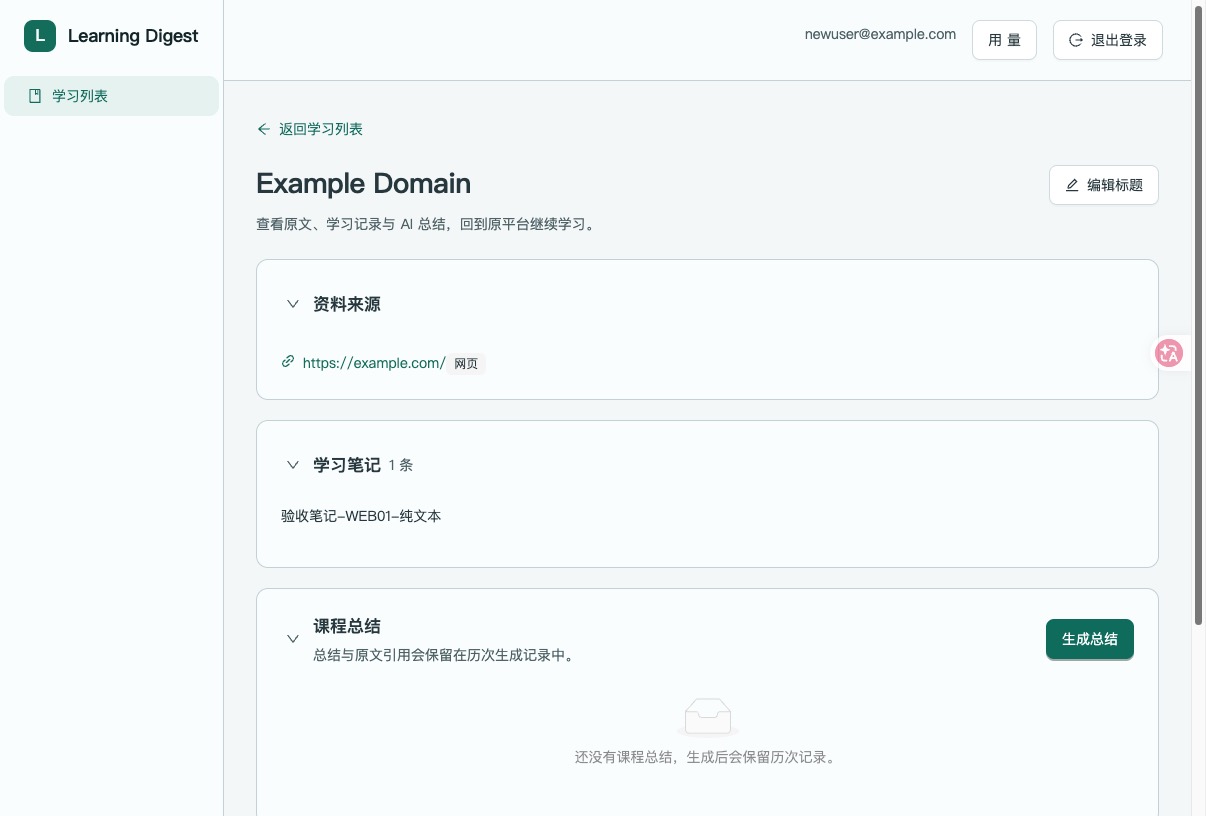 L Learning Digest
newuser@example.com
用 量
退出登录
学习列表
返回学习列表
Example Domain
编辑标题
查看原文、学习记录与 AI 总结，回到原平台继续学习。
资料来源
https://example.com/ 网页
学习笔记 1 条
验收笔记-WEB01-纯文本
课程总结
总结与原文引用会保留在历次生成记录中。
生成总结
还没有课程总结，生成后会保留历次记录。